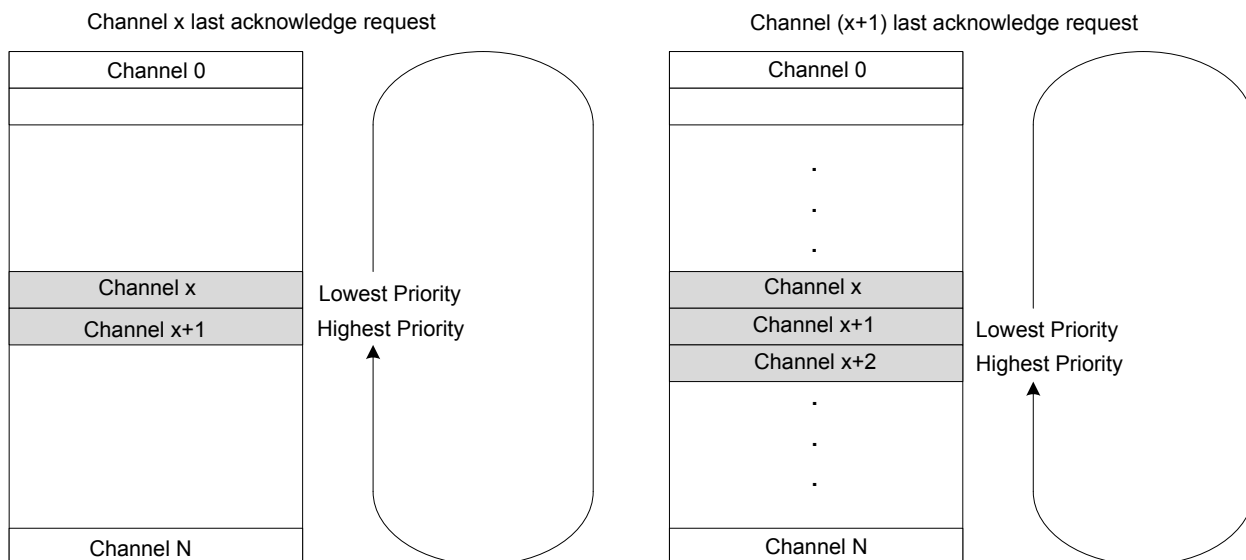 Channel x last acknowledge request
Channel 0
Channel x
Lowest Priority
Channel x+1
Highest Priority
Channel N
Channel (x+1) last acknowledge request
Channel 0
.
.
.
Channel x
Channel x+1
Lowest Priority
Channel x+2
Highest Priority
.
.
.
Channel N